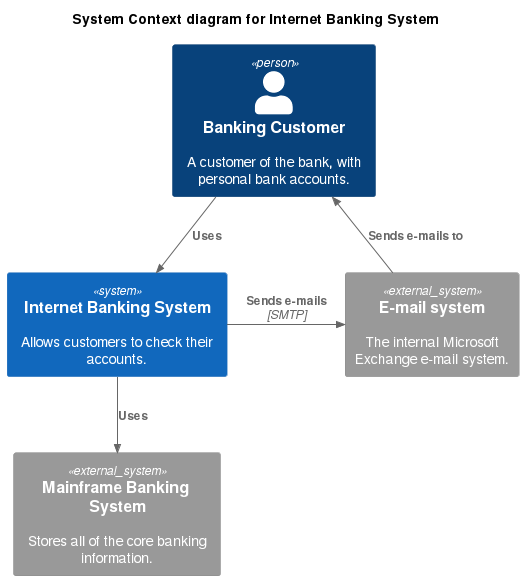 System Context diagram for Internet Banking System
«person»
Banking Customer
A customer of the bank, with
personal bank accounts.
Uses
Sends e-mails to
«system»
Internet Banking System
Allows customers to check their
accounts.
Sends e-mails
[SMTP]
«external_system»
E-mail system
The internal Microsoft
Exchange e-mail system.
Uses
«external_system»
Mainframe Banking
System
Stores all of the core banking
information.